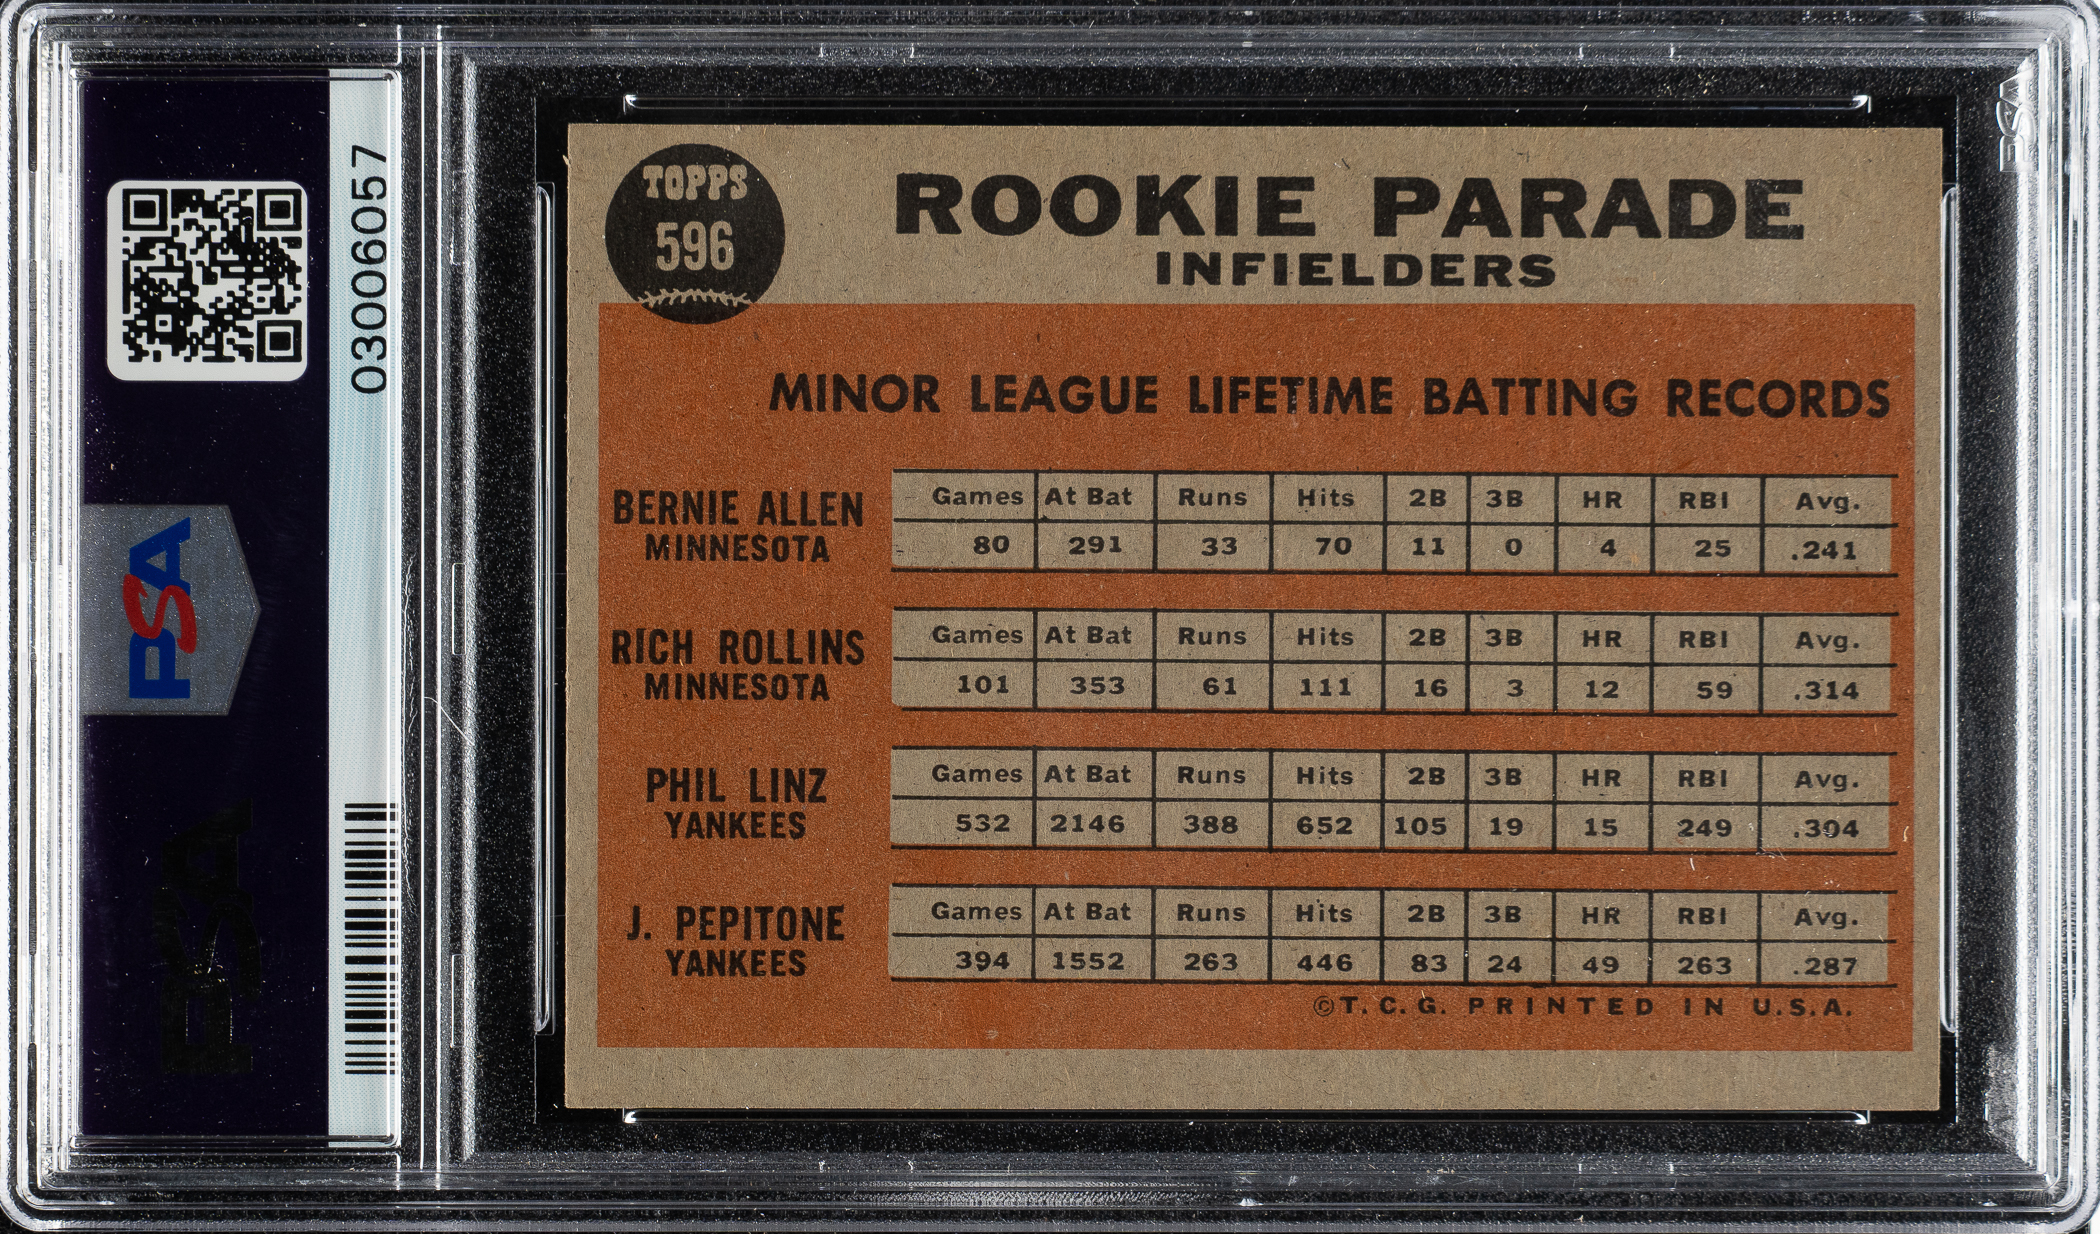 TOPPS
596
ROOKIE PARADE
INFIELDERS
MINOR LEAGUE LIFETIME BATTING RECORDS
BERNIE ALLEN
MINNESOTA
Games At Bat Runs Hits 2B 3B HR RBI Avg.
80 291 33 70 11 0 4 25 .241
RICH ROLLINS
MINNESOTA
Games At Bat Runs Hits 2B 3B HR RBI Avg.
101 353 61 111 16 3 12 59 .314
PHIL LINZ
YANKEES
Games At Bat Runs Hits 2B 3B HR RBI Avg.
532 2146 388 652 105 19 15 249 .304
J. PEPITONE
YANKEES
Games At Bat Runs Hits 2B 3B HR RBI Avg.
394 1552 263 446 83 24 49 263 .287
©T.C.G. PRINTED IN U.S.A.
03006057
PSA
PSA
PSA